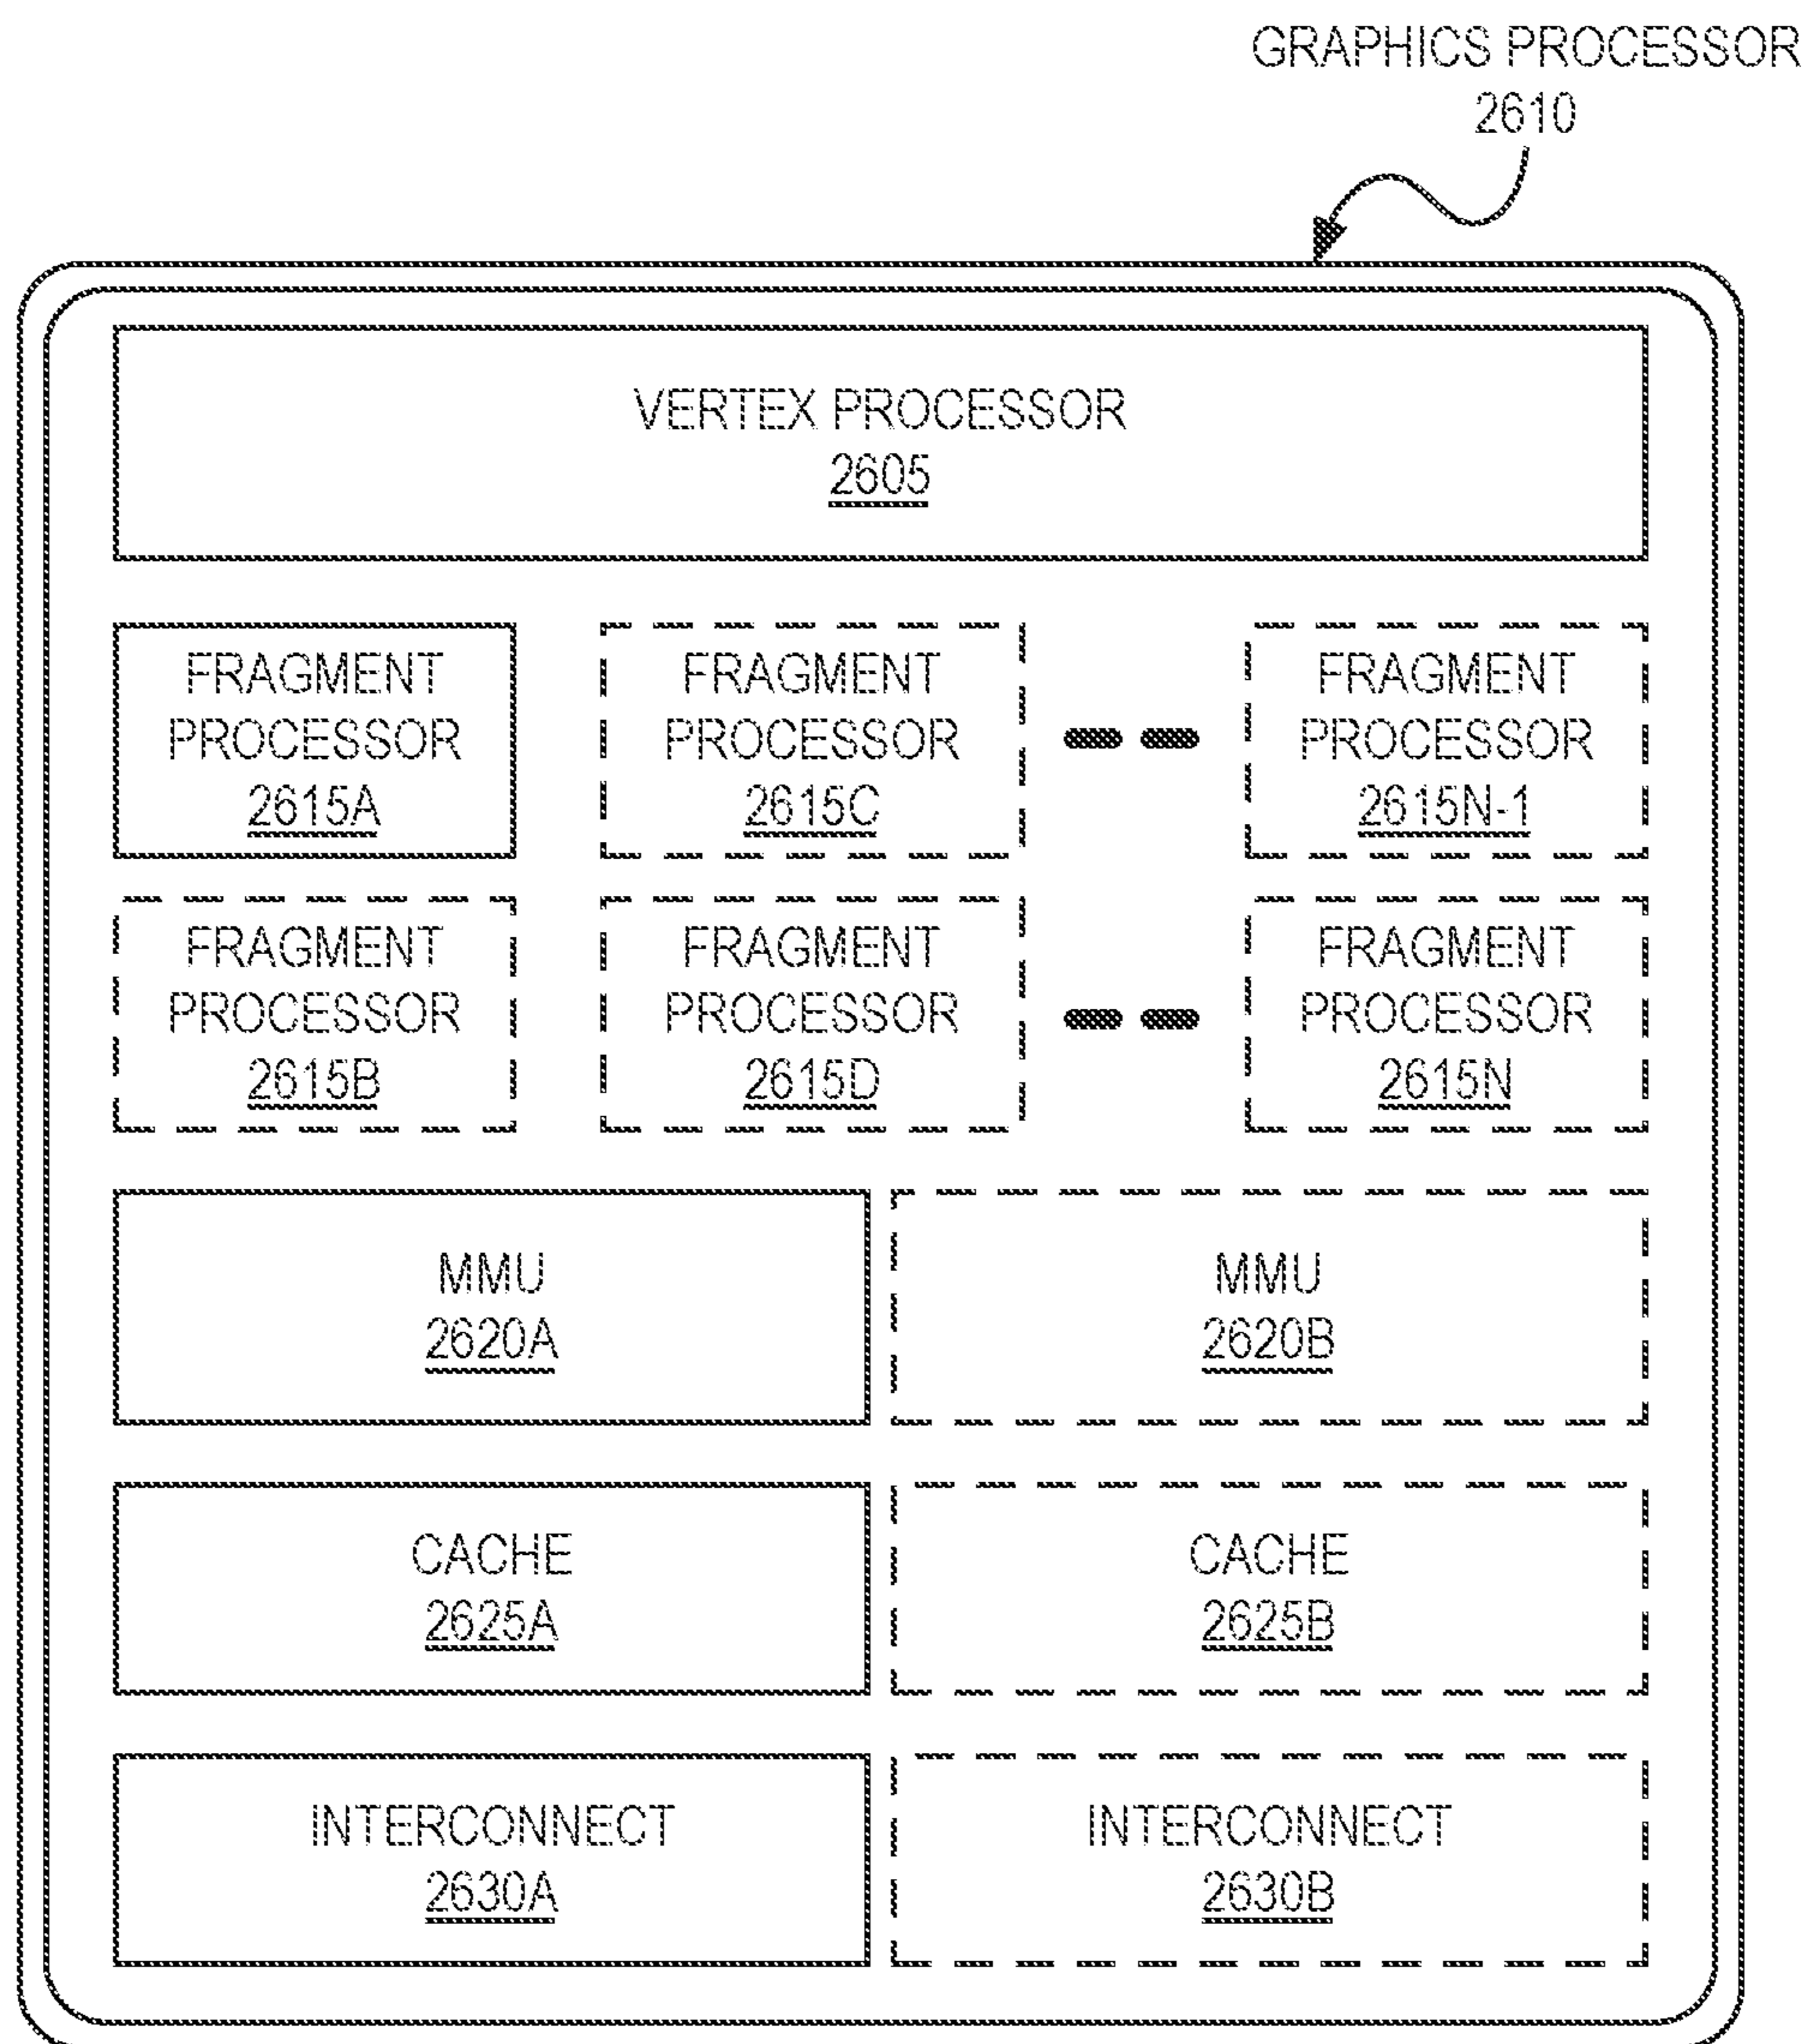 GRAPHICS PROCESSOR
2610
VERTEX PROCESSOR
2605
FRAGMENT
PROCESSOR
2615A
FRAGMENT
PROCESSOR
2615C
FRAGMENT
PROCESSOR
2615N-1
FRAGMENT
PROCESSOR
2615B
FRAGMENT
PROCESSOR
2615D
FRAGMENT
PROCESSOR
2615N
MMU
2620A
MMU
2620B
CACHE
2625A
CACHE
2625B
INTERCONNECT
2630A
INTERCONNECT
2630B